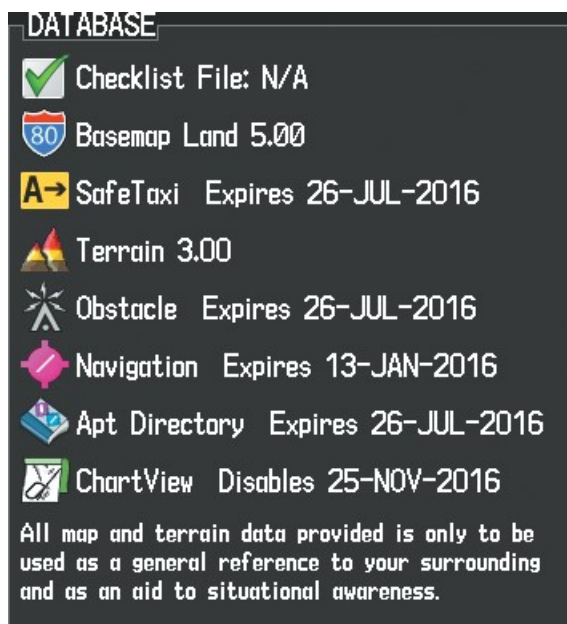 DATABASE
Checklist File: N/A
80 Basemap Land 5.00
A→ SafeTaxi Expires 26-JUL-2016
Terrain 3.00
Obstacle Expires 26-JUL-2016
Navigation Expires 13-JAN-2016
Apt Directory Expires 26-JUL-2016
ChartView Disables 25-NOV-2016
All map and terrain data provided is only to be
used as a general reference to your surrounding
and as an aid to situational awareness.